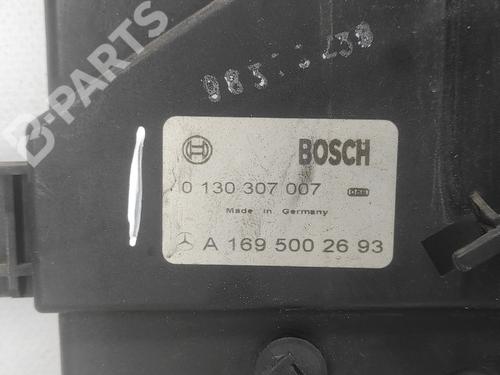 B-PARTS
BOSCH
0 130 307 007
Made in Germany
A 169 500 26 93